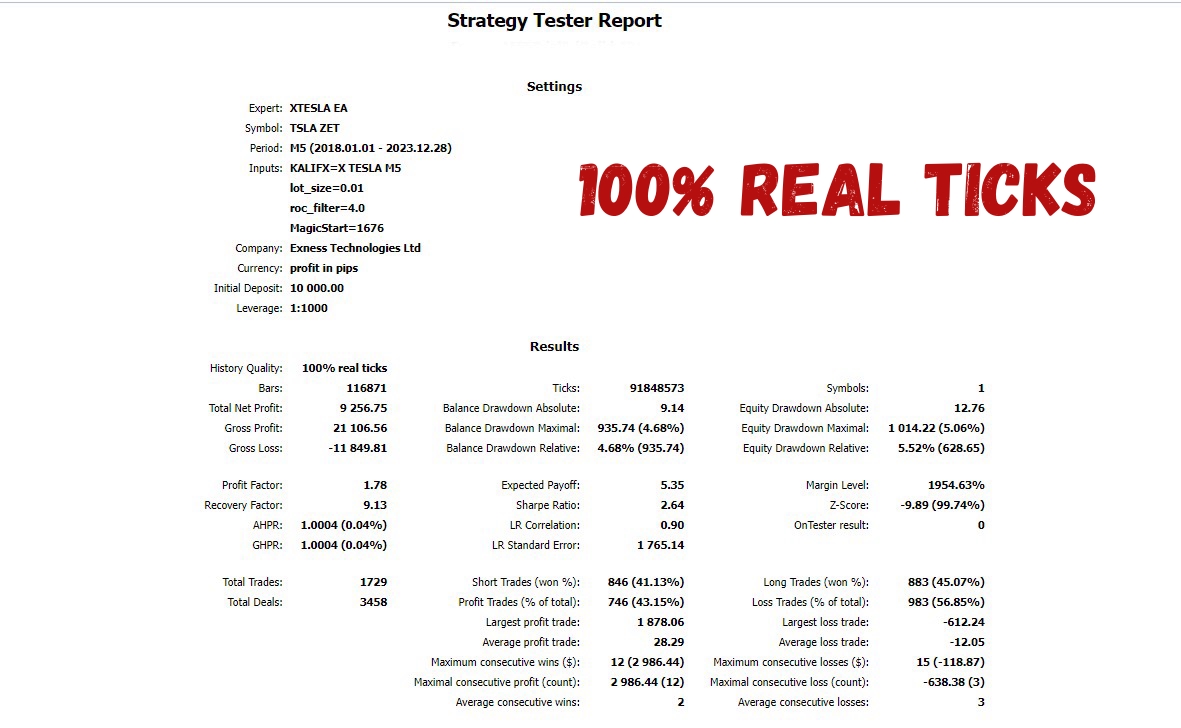 Strategy Tester Report
Settings
Expert: XTESLA EA
Symbol: TSLA ZET
Period: M5 (2018.01.01 - 2023.12.28)
Inputs: KALIFX=X TESLA M5
lot_size=0.01
roc_filter=4.0
MagicStart=1676
100% REAL TICKS
Company: Exness Technologies Ltd
Currency: profit in pips
Initial Deposit: 10 000.00
Leverage: 1:1000
Results
History Quality: 100% real ticks
Bars: 116871 Ticks: 91848573 Symbols: 1
Total Net Profit: 9 256.75 Balance Drawdown Absolute: 9.14 Equity Drawdown Absolute: 12.76
Gross Profit: 21 106.56 Balance Drawdown Maximal: 935.74 (4.68%) Equity Drawdown Maximal: 1 014.22 (5.06%)
Gross Loss: -11 849.81 Balance Drawdown Relative: 4.68% (935.74) Equity Drawdown Relative: 5.52% (628.65)
Profit Factor: 1.78 Expected Payoff: 5.35 Margin Level: 1954.63%
Recovery Factor: 9.13 Sharpe Ratio: 2.64 Z-Score: -9.89 (99.74%)
AHPR: 1.0004 (0.04%) LR Correlation: 0.90 OnTester result: 0
GHPR: 1.0004 (0.04%) LR Standard Error: 1 765.14
Total Trades: 1729 Short Trades (won %): 846 (41.13%) Long Trades (won %): 883 (45.07%)
Total Deals: 3458 Profit Trades (% of total): 746 (43.15%) Loss Trades (% of total): 983 (56.85%)
Largest profit trade: 1 878.06 Largest loss trade: -612.24
Average profit trade: 28.29 Average loss trade: -12.05
Maximum consecutive wins ($): 12 (2 986.44) Maximum consecutive losses ($): 15 (-118.87)
Maximal consecutive profit (count): 2 986.44 (12) Maximal consecutive loss (count): -638.38 (3)
Average consecutive wins: 2 Average consecutive losses: 3